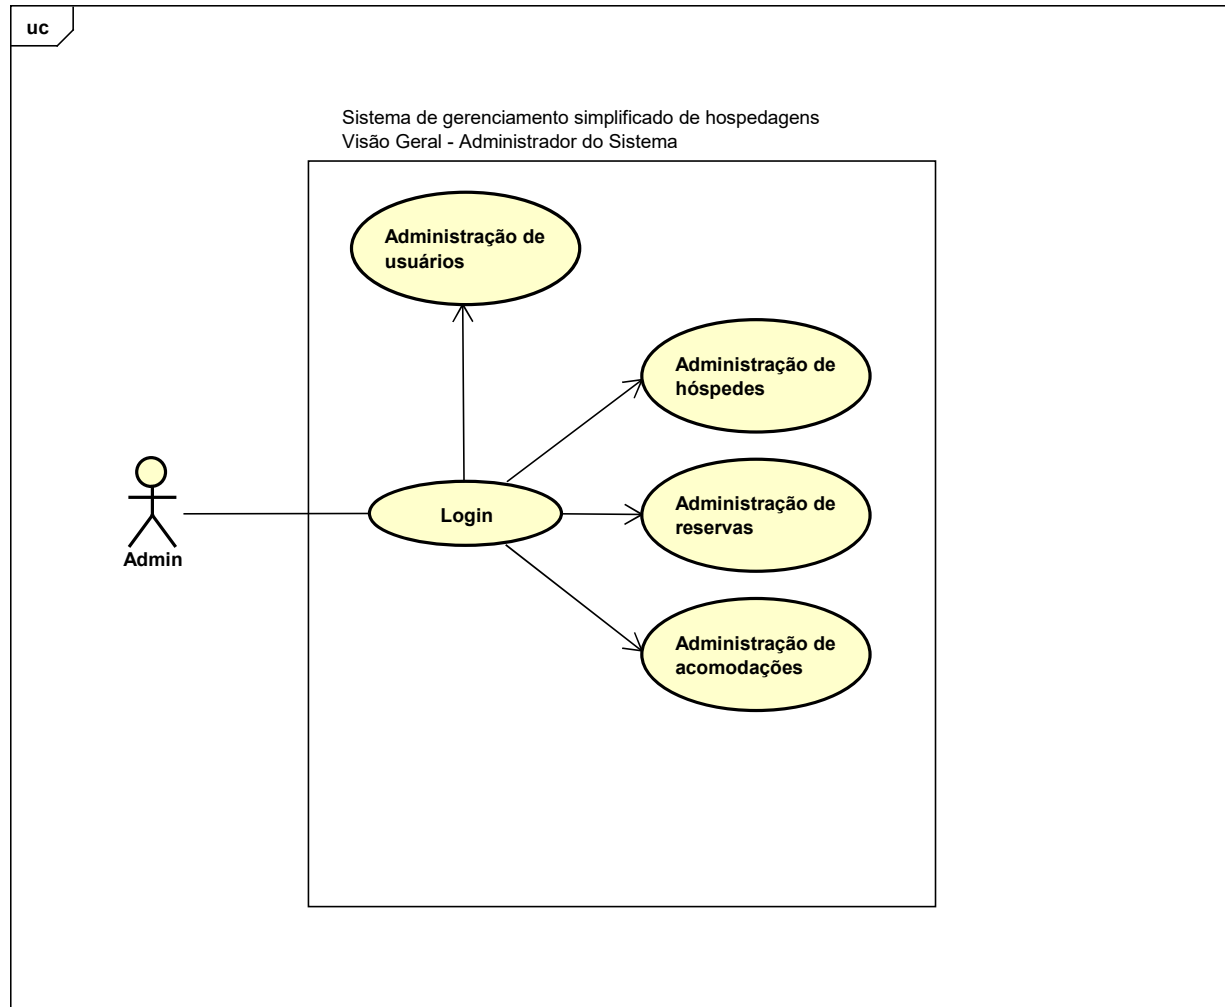 uc
Sistema de gerenciamento simplificado de hospedagens
Visão Geral - Administrador do Sistema
Administração de
usuários
Administração de
hóspedes
Login
Administração de
reservas
Admin
Administração de
acomodações